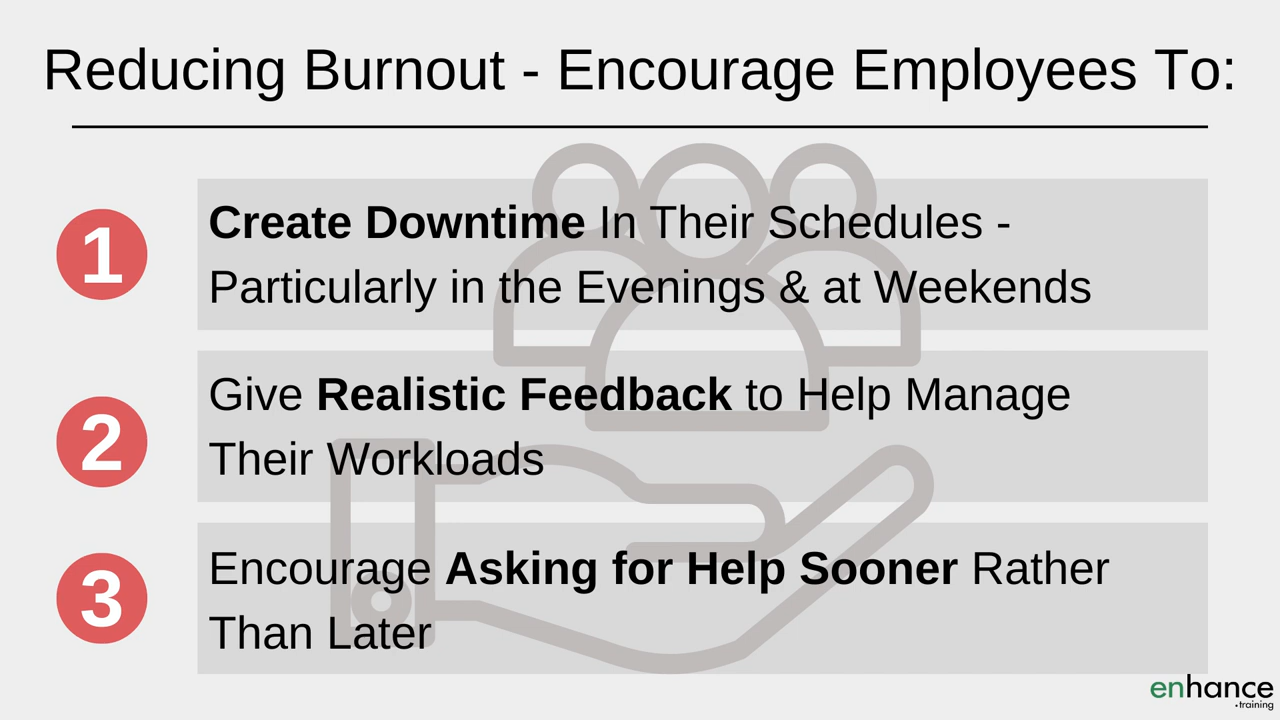 Reducing Burnout - Encourage Employees To:
1
Create Downtime In Their Schedules -
Particularly in the Evenings & at Weekends
2
Give Realistic Feedback to Help Manage
Their Workloads
3
Encourage Asking for Help Sooner Rather
Than Later
enhance
•training